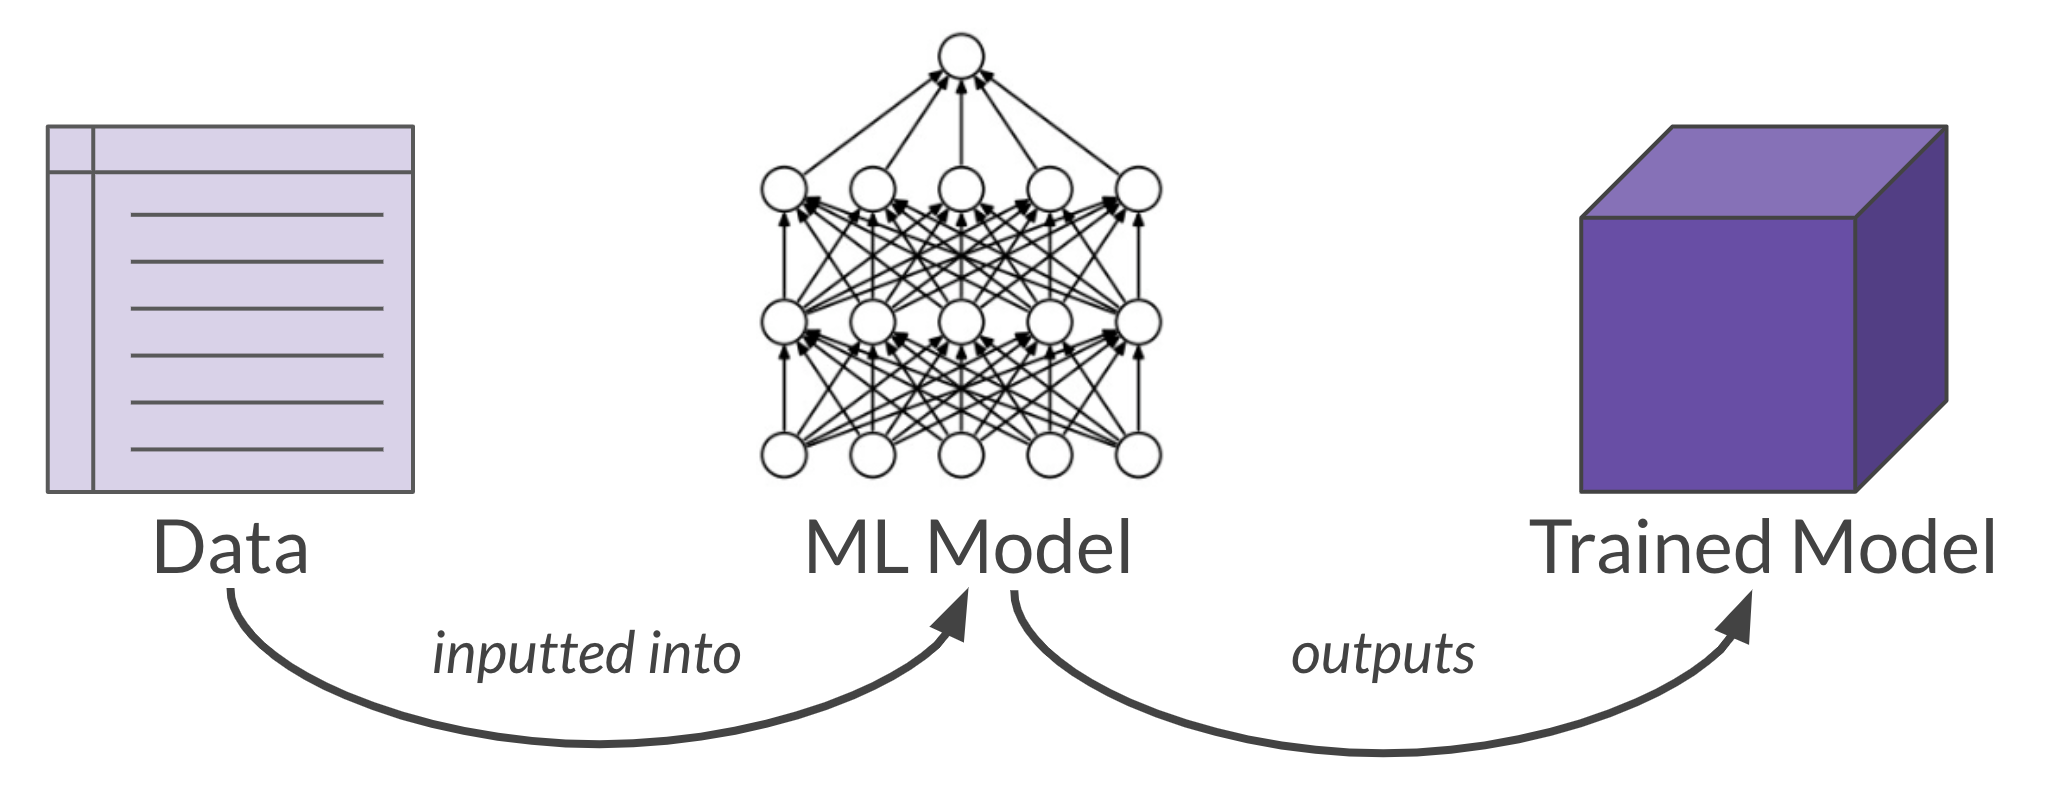 Data
ML Model
Trained Model
inputted into
outputs